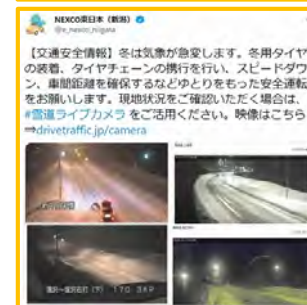 NEXCO東日本（新潟）
@e_nexco_niigata
【交通安全情報】冬は気象が急変します。冬用タイヤ
の装着、タイヤチェーンの携行を行い、スピードダウ
ン、車間距離を確保するなどゆとりをもった安全運転
をお願いします。現地状況をご確認いただく場合は、
#雪道ライブカメラ をご活用ください。映像はこちら
⇒drivetraffic.jp/camera